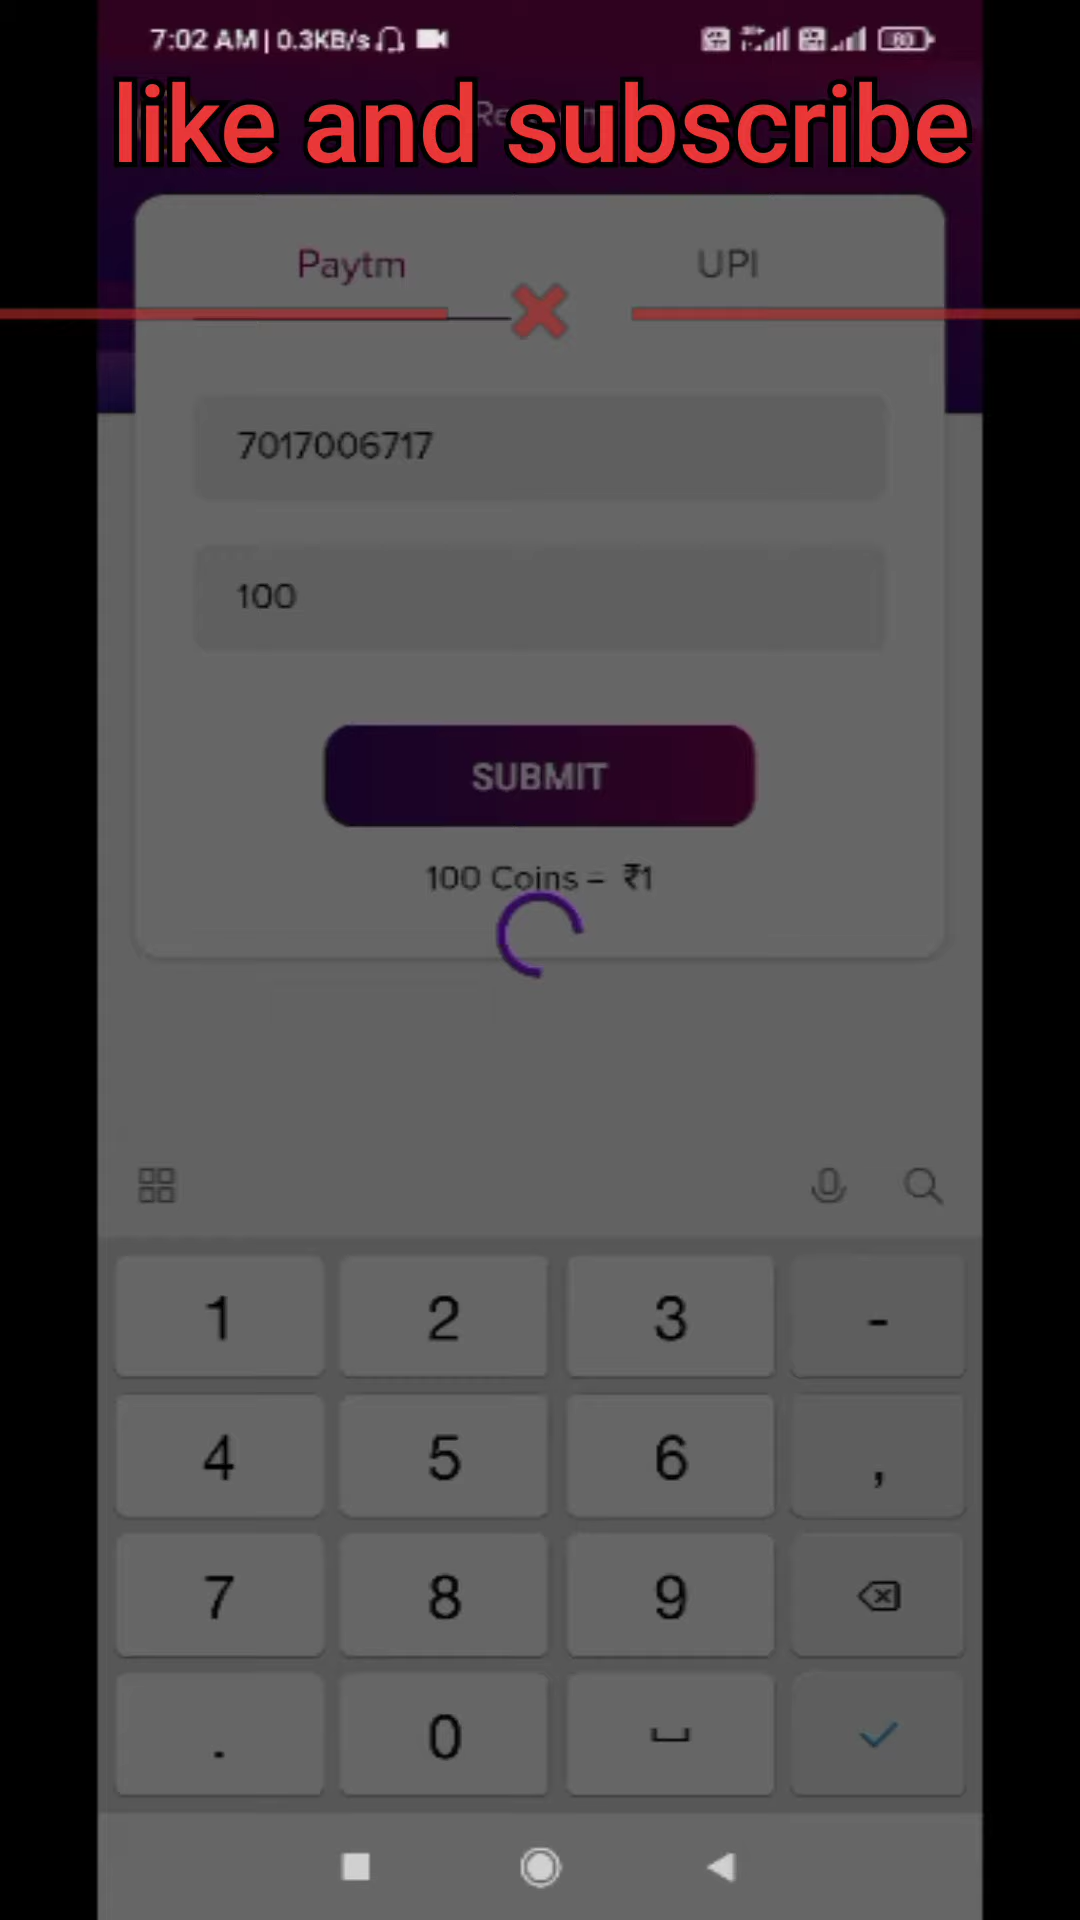 7:02 AM | 0.3KB/s
80
like and subscribe
Paytm
UPI
7017006717
100
SUBMIT
100 Coins = ₹1
1 2 3 -
4 5 6 ,
7 8 9
. 0